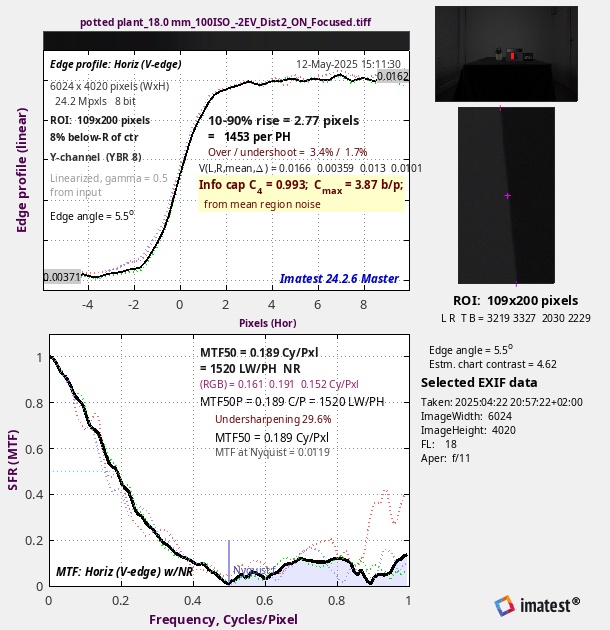 potted plant_18.0 mm_100ISO_-2EV_Dist2_ON_Focused.tiff
Edge profile: Horiz (V-edge)
12-May-2025 15:11:30
0.0162
6024 x 4020 pixels (WxH)
24.2 Mpxls 8 bit
ROI: 109x200 pixels
8% below-R of ctr
Y-channel (YBR 8)
Linearized, gamma = 0.5
from input
Edge angle = 5.5º
10-90% rise = 2.77 pixels
= 1453 per PH
Over / undershoot = 3.4% / 1.7%
V(L,R,mean,Δ) = 0.0166 0.00359 0.013 0.0101
Info cap C4 = 0.993; Cmax = 3.87 b/p;
from mean region noise
0.00371
Imatest 24.2.6 Master
Edge profile (linear)
-4 -2 0 2 4 6 8
Pixels (Hor)
ROI: 109x200 pixels
L R T B = 3219 3327 2030 2229
Edge angle = 5.5º
Estm. chart contrast = 4.62
Selected EXIF data
Taken: 2025:04:22 20:57:22+02:00
ImageWidth: 6024
ImageHeight: 4020
FL: 18
Aper: f/11
MTF50 = 0.189 Cy/Pxl
= 1520 LW/PH NR
(RGB) = 0.161 0.191 0.152 Cy/Pxl
MTF50P = 0.189 C/P = 1520 LW/PH
Undersharpening 29.6%
MTF50 = 0.189 Cy/Pxl
MTF at Nyquist = 0.0119
SFR (MTF)
1
0.8
0.6
0.4
0.2
0
MTF: Horiz (V-edge) w/NR
0 0.2 0.4 0.6 0.8 1
Frequency, Cycles/Pixel
imatest®